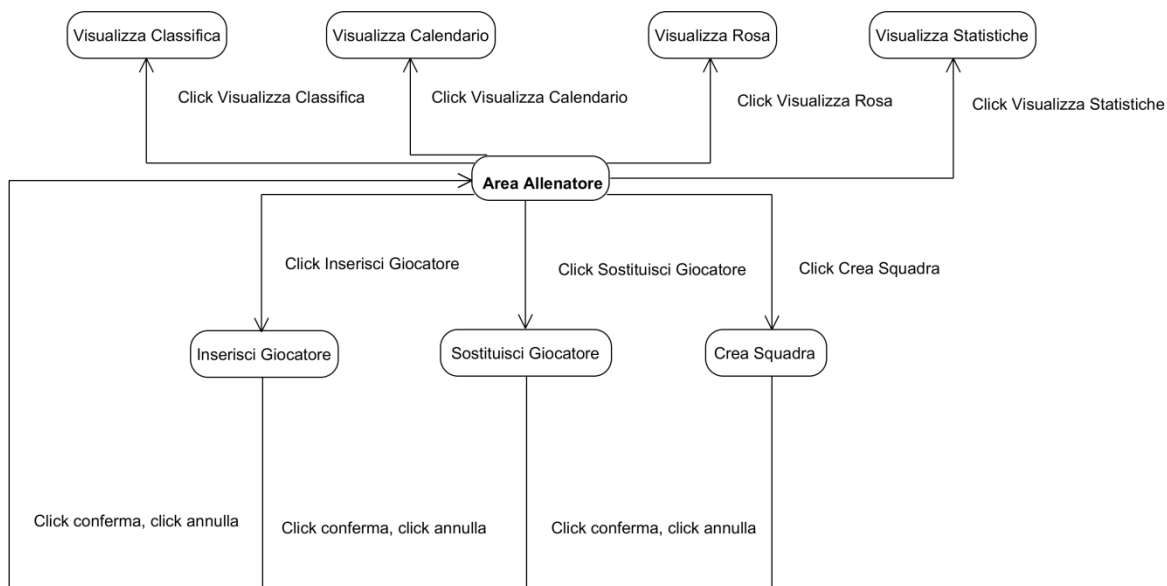 Visualizza Classifica
Visualizza Calendario
Visualizza Rosa
Visualizza Statistiche
Click Visualizza Classifica
Click Visualizza Calendario
Click Visualizza Rosa
Click Visualizza Statistiche
Area Allenatore
Click Inserisci Giocatore
Click Sostituisci Giocatore
Click Crea Squadra
Inserisci Giocatore
Sostituisci Giocatore
Crea Squadra
Click conferma, click annulla
Click conferma, click annulla
Click conferma, click annulla